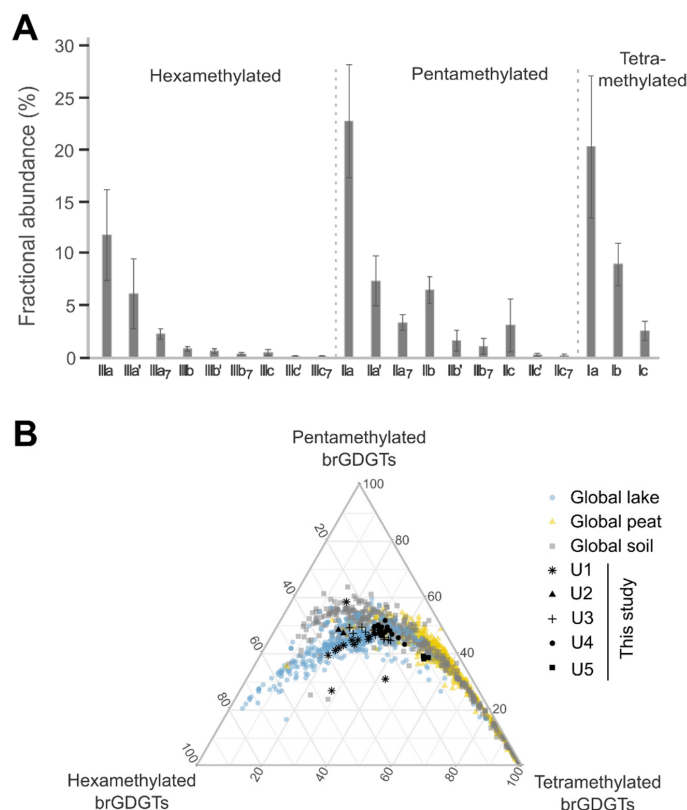 A
30
25
20
15
10
5
0
Fractional abundance (%)
Hexamethylated
Pentamethylated
Tetra-
methylated
IIIa IIIa' IIIa7 IIIb IIIb' IIIb7 IIIc IIIc' IIIc7 IIa IIa' IIa7 IIb IIb' IIb7 IIc IIc' IIc7 Ia Ib Ic
B
Pentamethylated
brGDGTs
100
80
60
40
20
20
40
60
80
100
20
40
60
80
100
Hexamethylated
brGDGTs
Tetramethylated
brGDGTs
Global lake
Global peat
Global soil
U1
U2
U3
U4
U5
This study